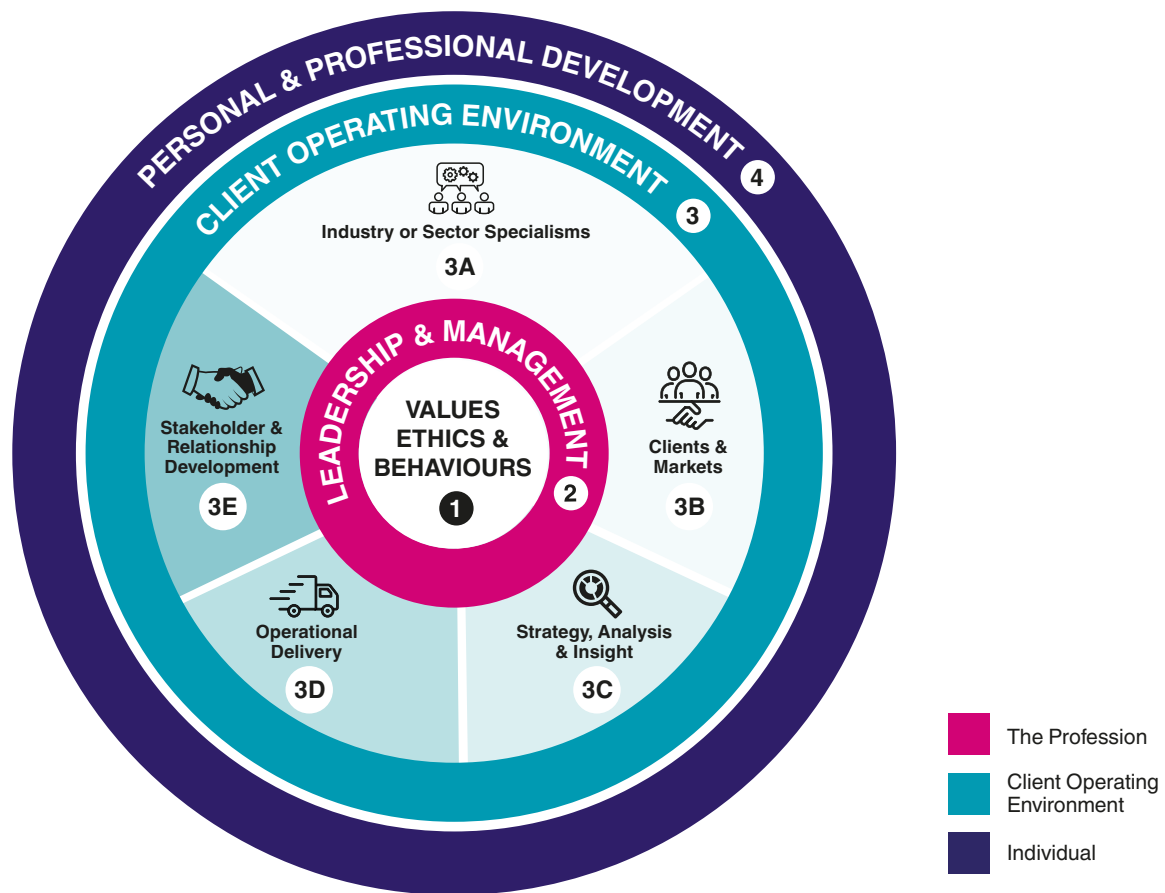 PERSONAL & PROFESSIONAL DEVELOPMENT 4
CLIENT OPERATING ENVIRONMENT 3
Industry or Sector Specialisms
3A
LEADERSHIP & MANAGEMENT 2
VALUES
ETHICS &
BEHAVIOURS
1
Clients &
Markets
3B
Strategy, Analysis
& Insight
3C
Operational
Delivery
3D
Stakeholder &
Relationship
Development
3E
The Profession
Client Operating
Environment
Individual